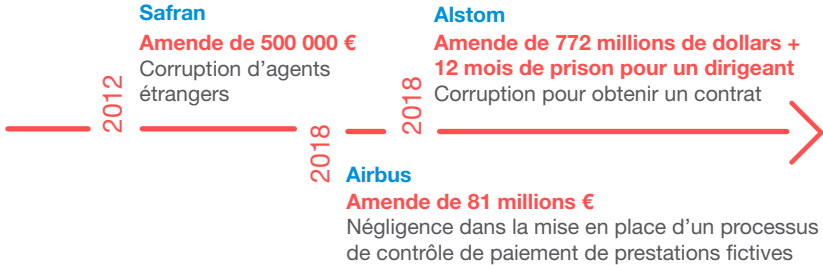 2012
Safran
Amende de 500 000 €
Corruption d’agents
étrangers
2018
Airbus
Amende de 81 millions €
Négligence dans la mise en place d’un processus
de contrôle de paiement de prestations fictives
2018
Alstom
Amende de 772 millions de dollars +
12 mois de prison pour un dirigeant
Corruption pour obtenir un contrat